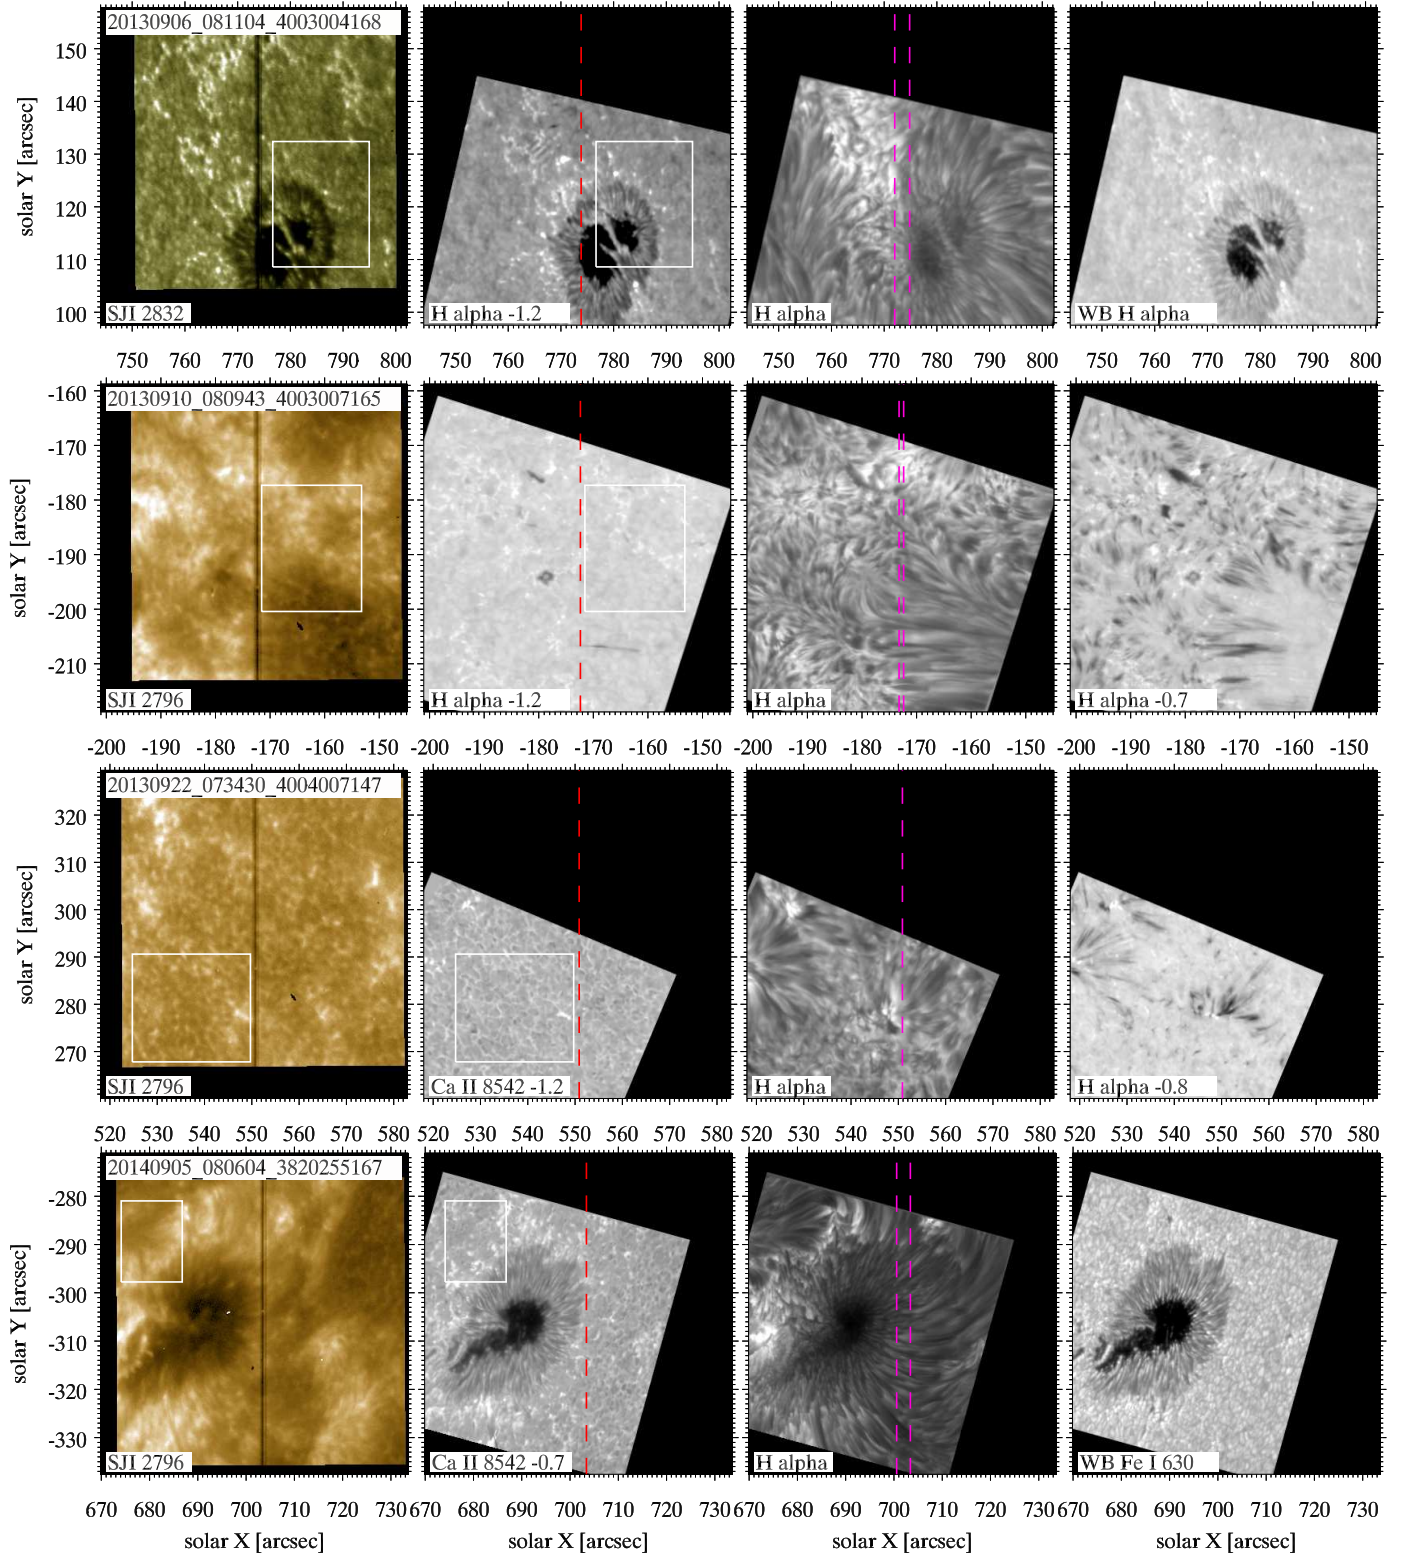 20130906_081104_4003004168
150
140
130
120
110
100
solar Y [arcsec]
SJI 2832
H alpha -1.2
H alpha
WB H alpha
750 760 770 780 790 800 750 760 770 780 790 800 750 760 770 780 790 800 750 760 770 780 790 800
20130910_080943_4003007165
-160
-170
-180
-190
-200
-210
solar Y [arcsec]
SJI 2796
H alpha -1.2
H alpha
H alpha -0.7
-200 -190 -180 -170 -160 -150 -200 -190 -180 -170 -160 -150 -200 -190 -180 -170 -160 -150 -200 -190 -180 -170 -160 -150
20130922_073430_4004007147
320
310
300
290
280
270
solar Y [arcsec]
SJI 2796
Ca II 8542 -1.2
H alpha
H alpha -0.8
520 530 540 550 560 570 580 520 530 540 550 560 570 580 520 530 540 550 560 570 580 520 530 540 550 560 570 580
20140905_080604_3820255167
-280
-290
-300
-310
-320
-330
solar Y [arcsec]
SJI 2796
Ca II 8542 -0.7
H alpha
WB Fe I 630
670 680 690 700 710 720 730 670 680 690 700 710 720 730 670 680 690 700 710 720 730 670 680 690 700 710 720 730
solar X [arcsec] solar X [arcsec] solar X [arcsec] solar X [arcsec]